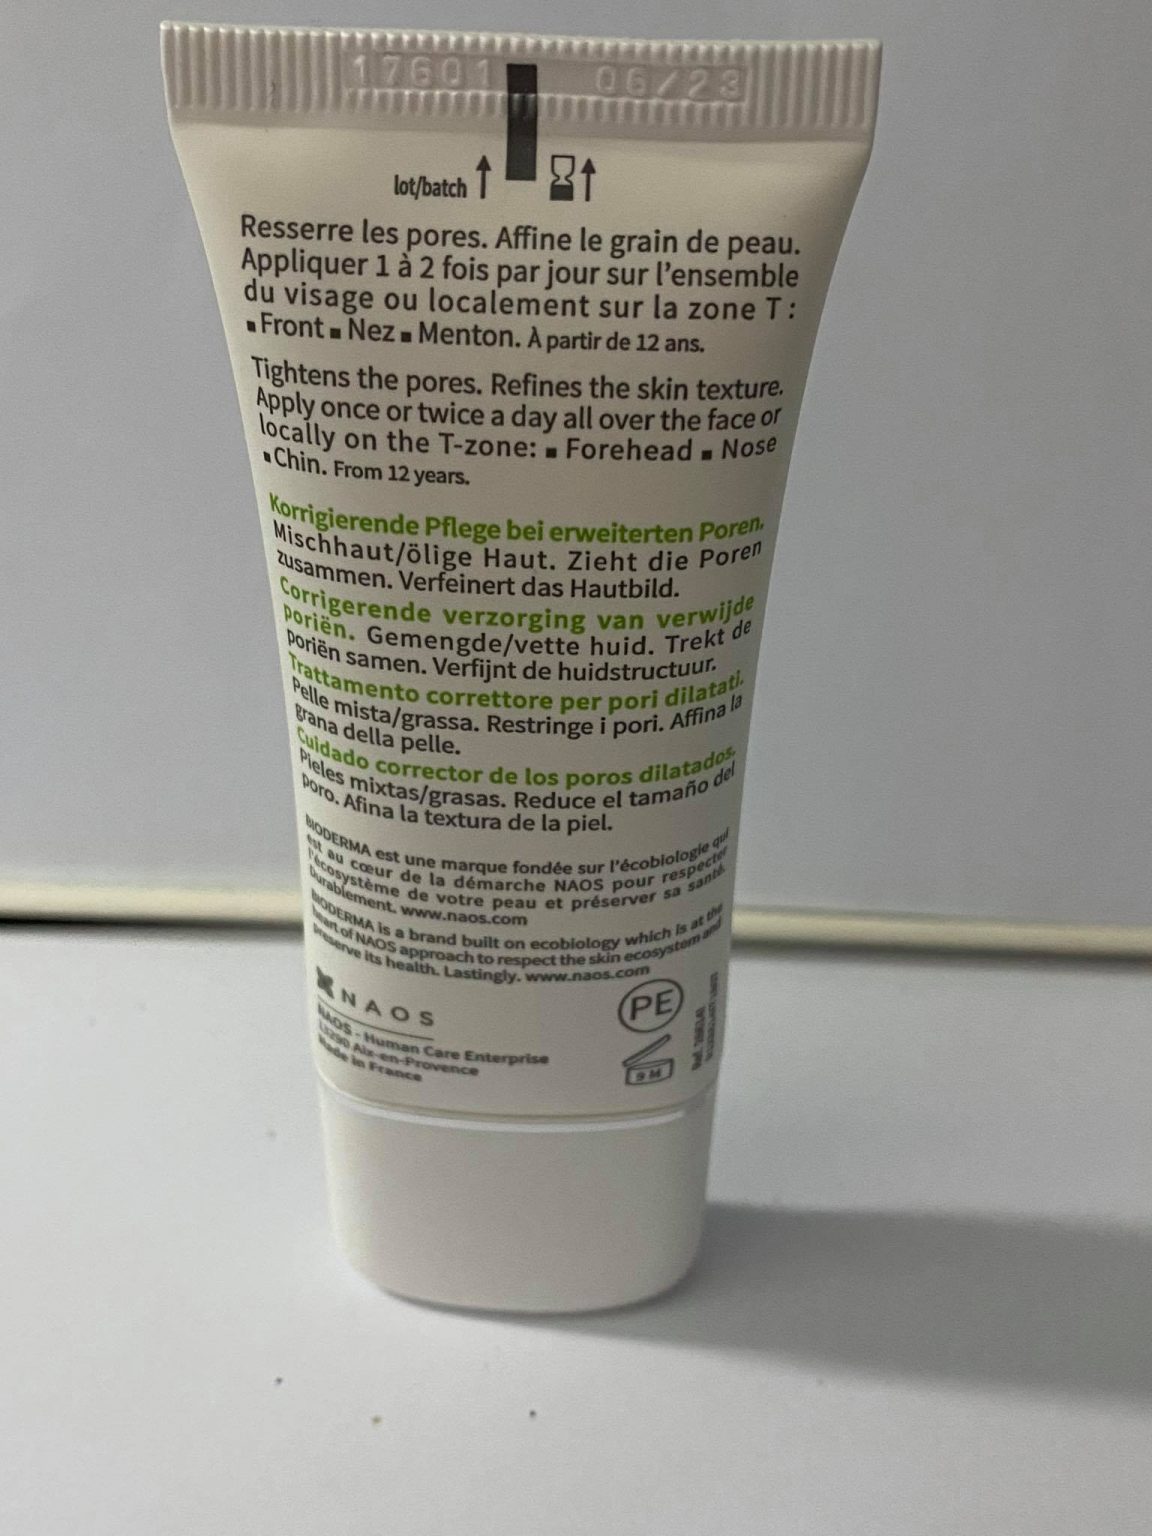 17601 06/23
lot/batch
Resserre les pores. Affine le grain de peau.
Appliquer 1 à 2 fois par jour sur l'ensemble
du visage ou localement sur la zone T :
▪ Front ▪ Nez ▪ Menton. À partir de 12 ans.
Tightens the pores. Refines the skin texture.
Apply once or twice a day all over the face or
locally on the T-zone: ▪ Forehead ▪ Nose
▪ Chin. From 12 years.
Korrigierende Pflege bei erweiterten Poren.
Mischhaut/ölige Haut. Zieht die Poren
zusammen. Verfeinert das Hautbild.
Corrigerende verzorging van verwijde
poriën. Gemengde/vette huid. Trekt de
poriën samen. Verfijnt de huidstructuur.
Trattamento correttore per pori dilatati.
Pelle mista/grassa. Restringe i pori. Affina la
grana della pelle.
Cuidado corrector de los poros dilatados.
Pieles mixtas/grasas. Reduce el tamaño del
poro. Afina la textura de la piel.
BIODERMA est une marque fondée sur l'écobiologie qui
est au cœur de la démarche NAOS pour respecter
l'écosystème de votre peau et préserver sa santé.
Durablement. www.naos.com
BIODERMA is a brand built on ecobiology which is at the
heart of NAOS approach to respect the skin ecosystem and
preserve its health. Lastingly. www.naos.com
NAOS
NAOS - Human Care Enterprise
13290 Aix-en-Provence
Made in France
PE
9 M